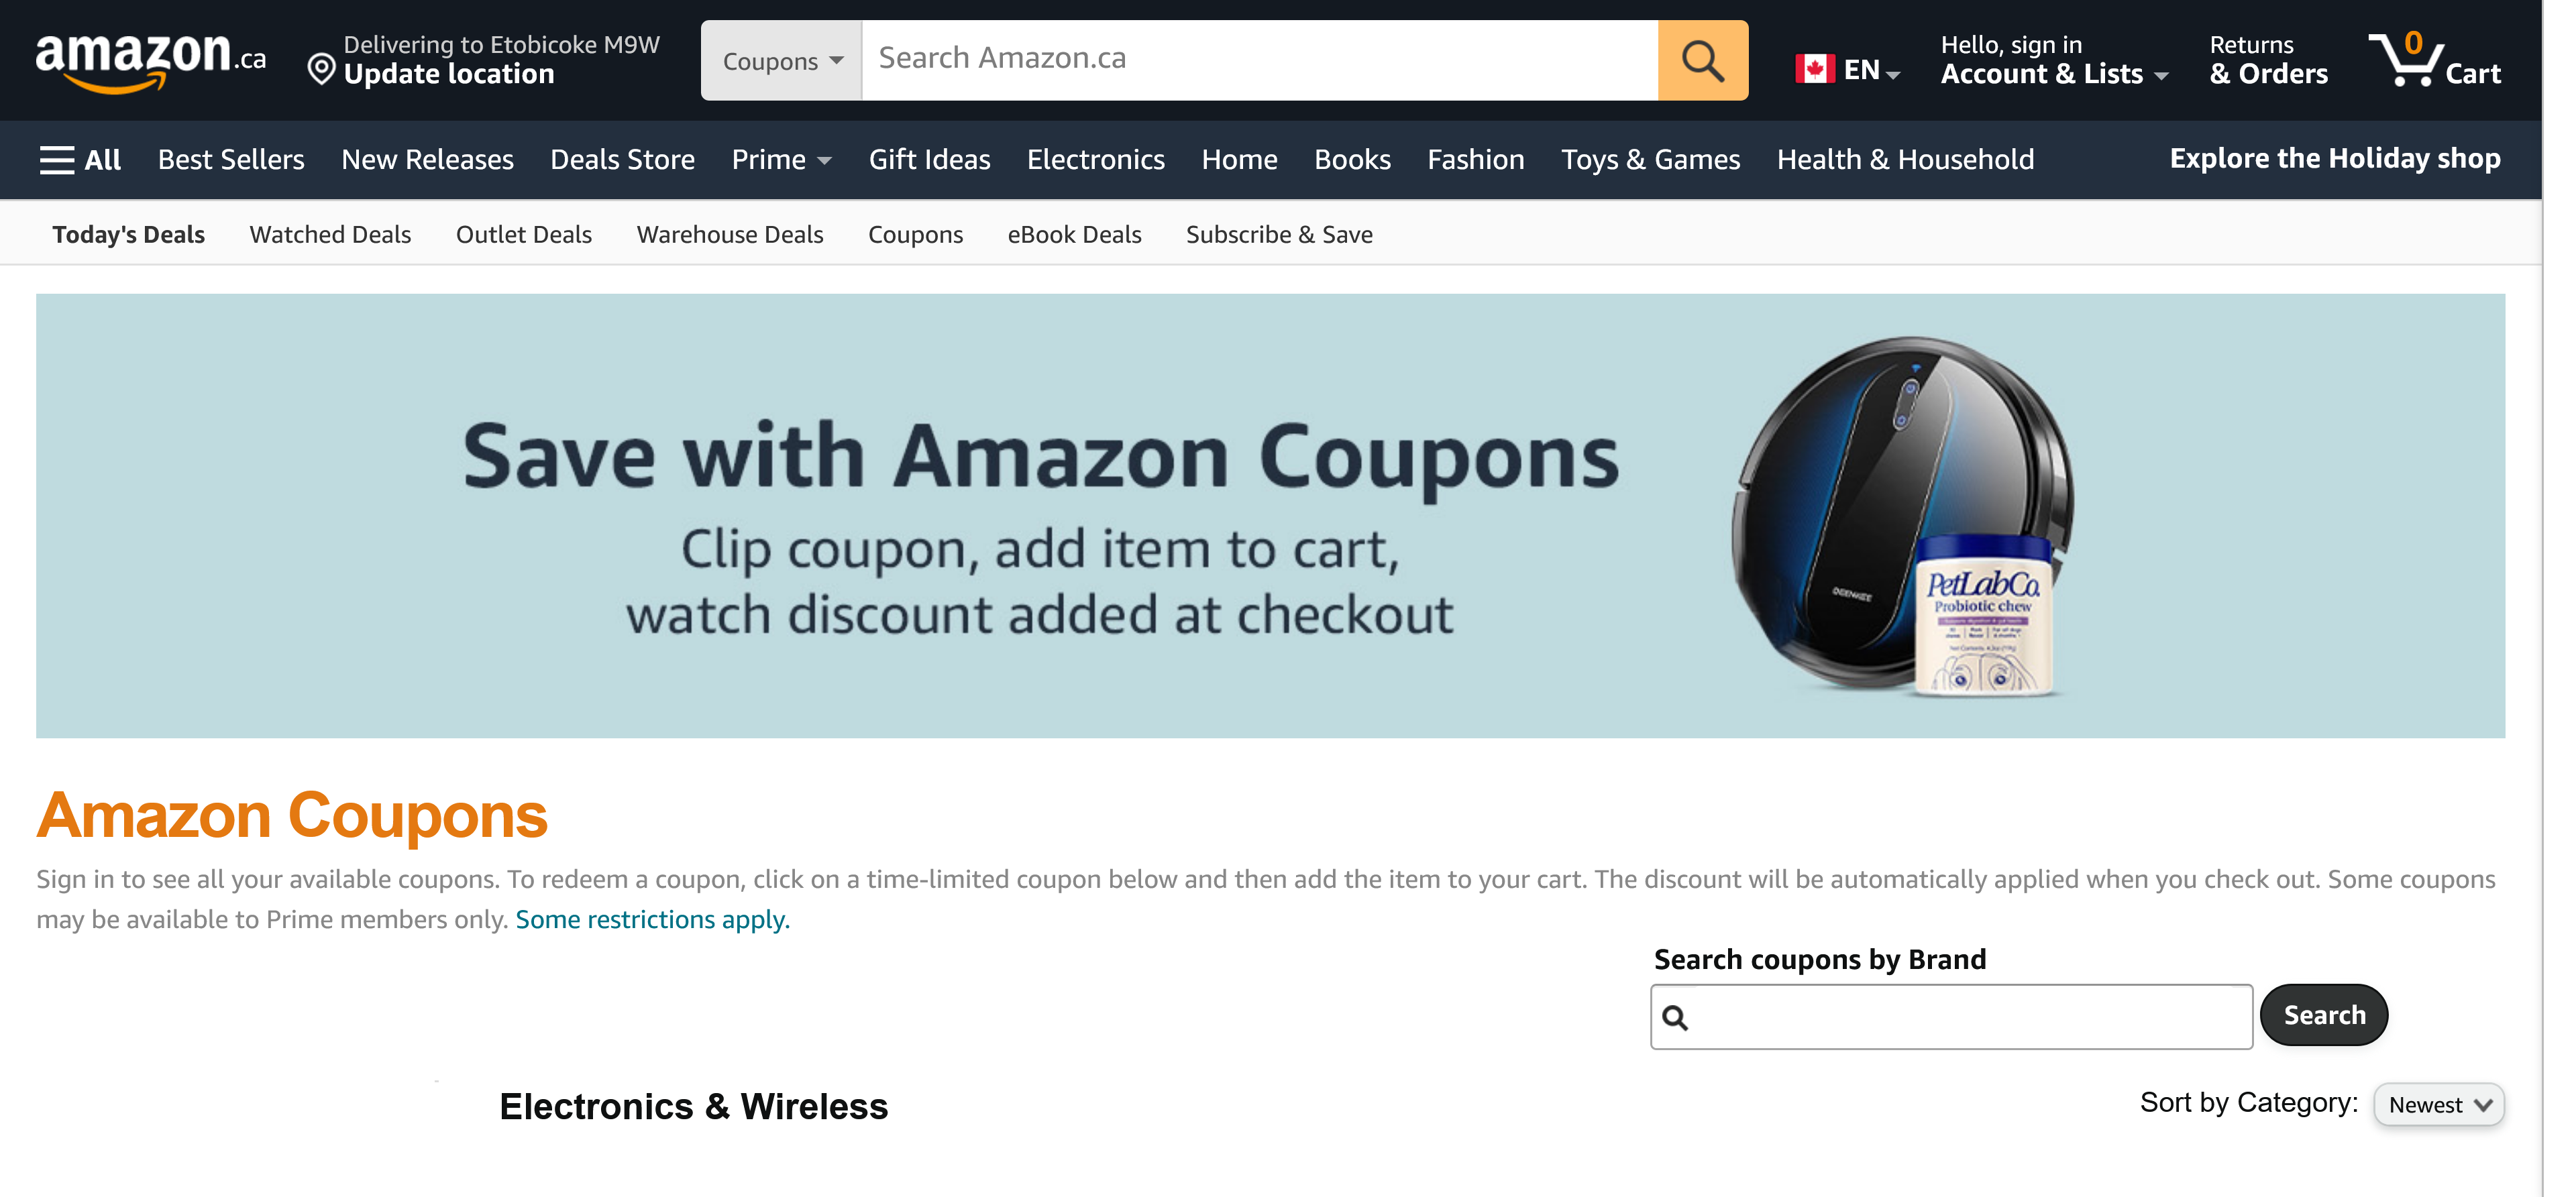 amazon.ca
Delivering to Etobicoke M9W
Update location
Coupons
Search Amazon.ca
EN
Hello, sign in
Account & Lists
Returns
& Orders
0
Cart
All
Best Sellers
New Releases
Deals Store
Prime
Gift Ideas
Electronics
Home
Books
Fashion
Toys & Games
Health & Household
Explore the Holiday shop
Today's Deals
Watched Deals
Outlet Deals
Warehouse Deals
Coupons
eBook Deals
Subscribe & Save
Save with Amazon Coupons
Clip coupon, add item to cart,
watch discount added at checkout
PetLabCo.
Probiotic chew
Amazon Coupons
Sign in to see all your available coupons. To redeem a coupon, click on a time-limited coupon below and then add the item to your cart. The discount will be automatically applied when you check out. Some coupons
may be available to Prime members only. Some restrictions apply.
Search coupons by Brand
Search
Electronics & Wireless
Sort by Category:
Newest